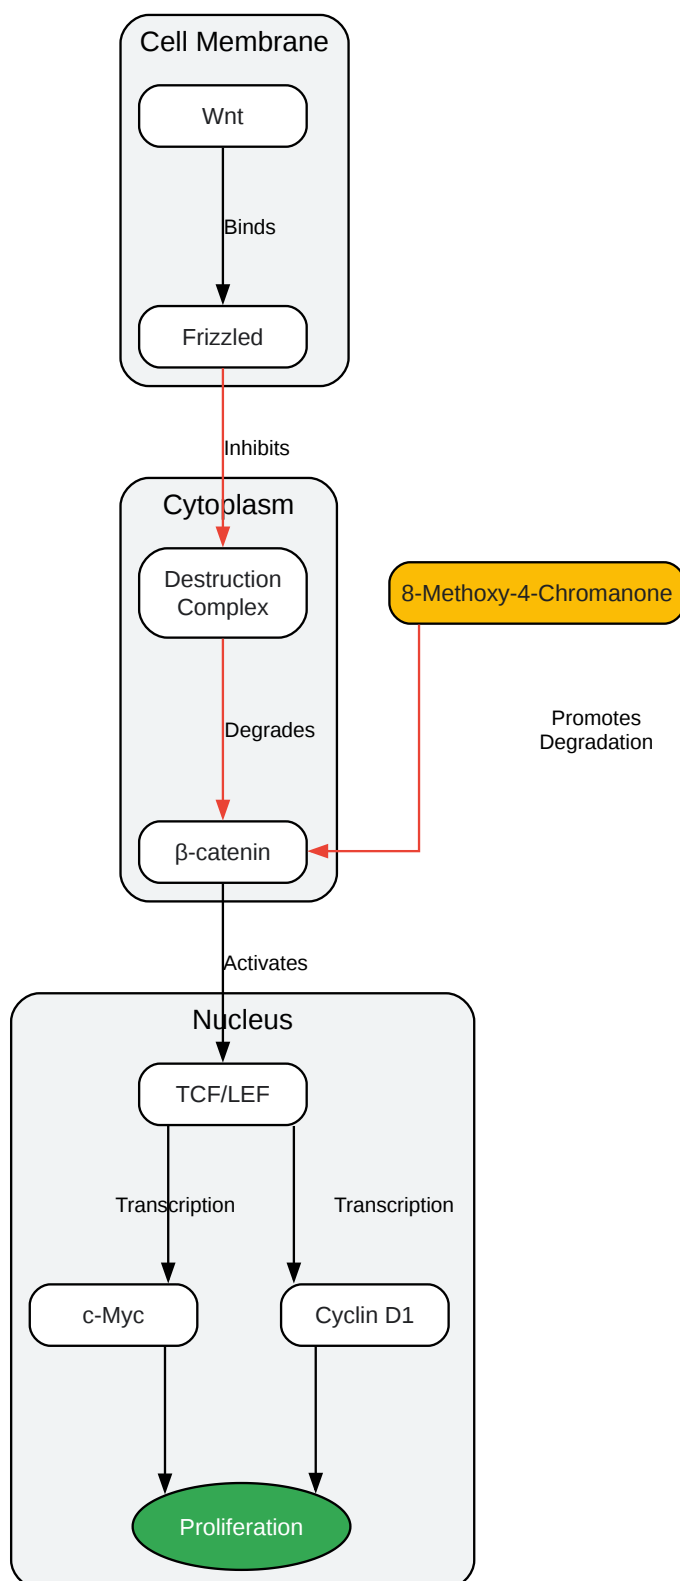 Cell Membrane
Wnt
Binds
Frizzled
Inhibits
Cytoplasm
Destruction
Complex
8-Methoxy-4-Chromanone
Degrades
Promotes
Degradation
β-catenin
Activates
Nucleus
TCF/LEF
Transcription
Transcription
c-Myc
Cyclin D1
Proliferation